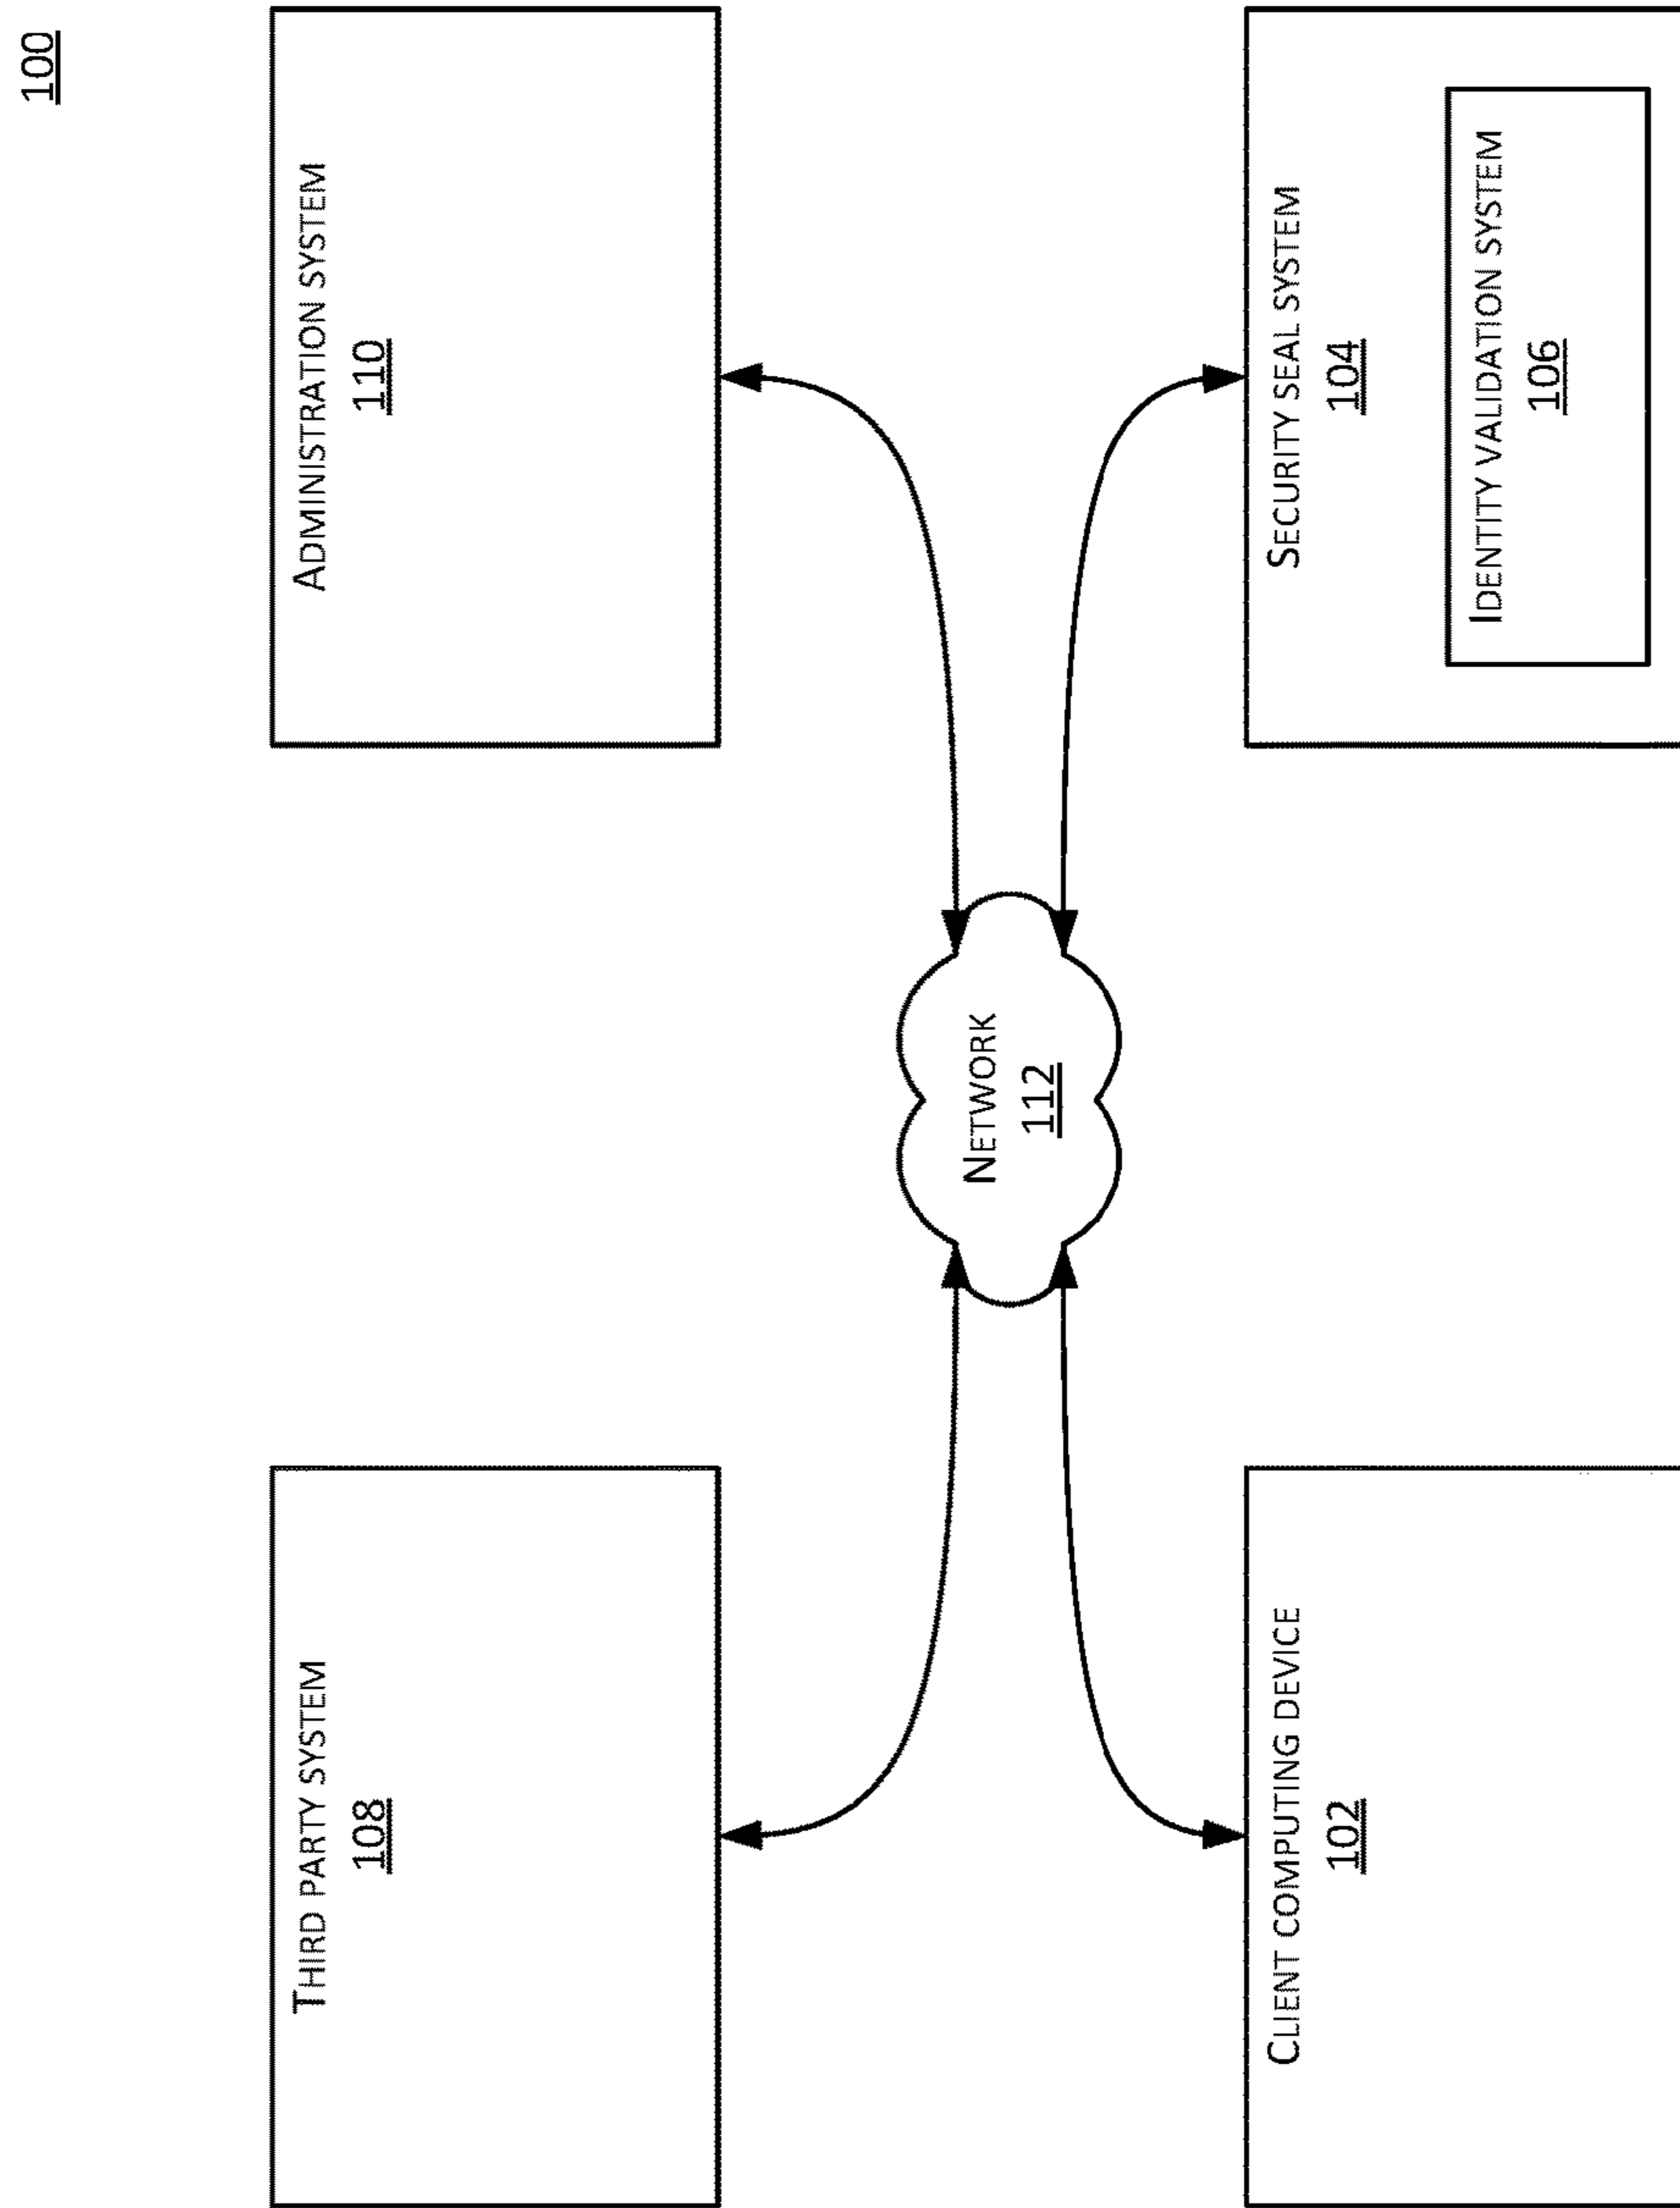 100
THIRD PARTY SYSTEM
108
ADMINISTRATION SYSTEM
110
NETWORK
112
CLIENT COMPUTING DEVICE
102
SECURITY SEAL SYSTEM
104
IDENTITY VALIDATION SYSTEM
106